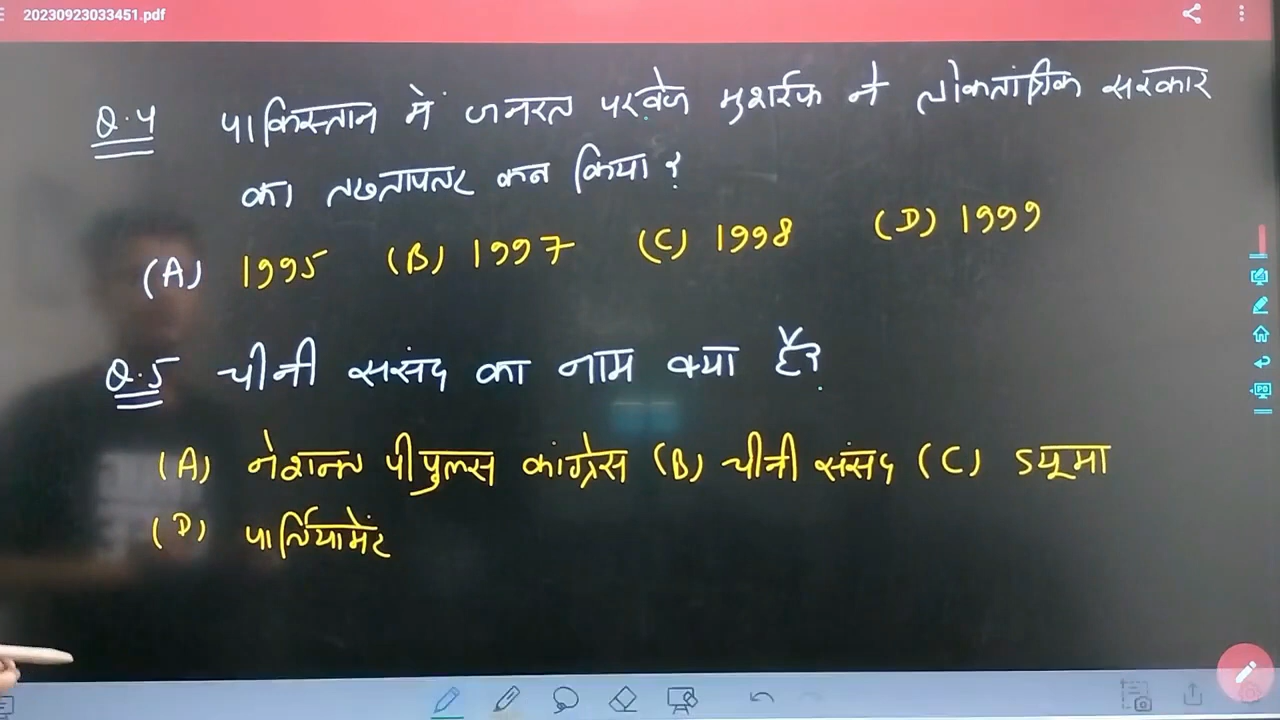 20230923033451.pdf
Q.4 पाकिस्तान में जनरल परवेज मुशर्रफ ने लोकतांत्रिक सरकार
का तख्तापलट कब किया ?
(A) 1995 (B) 1997 (C) 1998 (D) 1999
Q.5 चीनी ससंद का नाम क्या है?
(A) नेशनल पीपुल्स कांग्रेस (B) चीनी संसद (C) ड्यूमा
(D) पार्लियामेंट